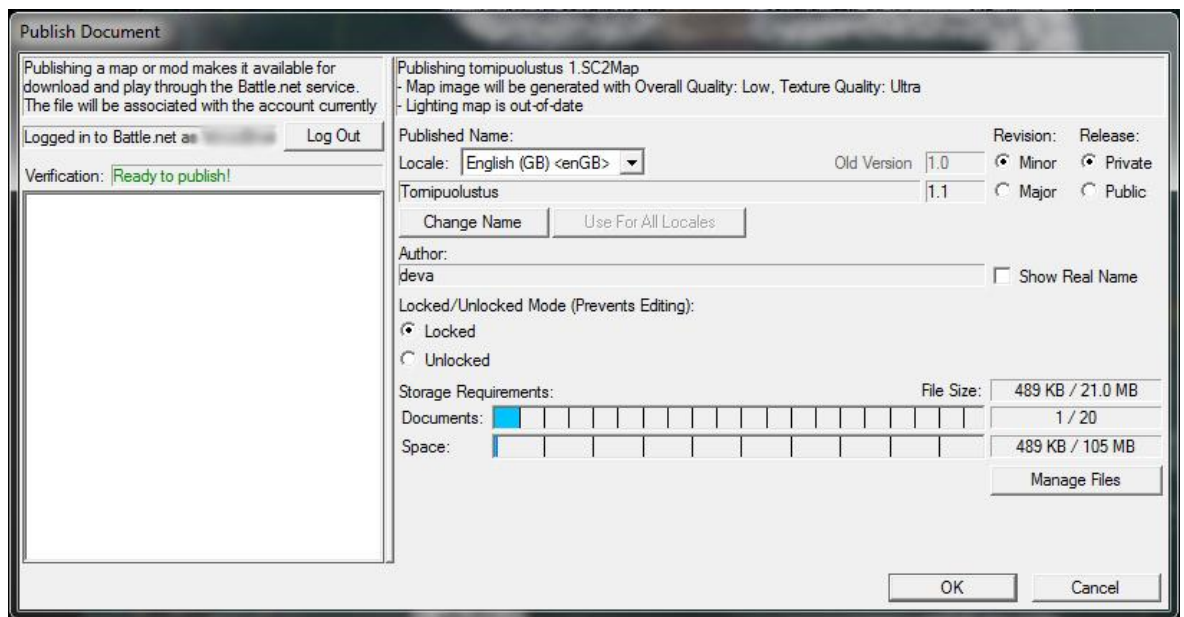 Publish Document
Publishing a map or mod makes it available for
download and play through the Battle.net service.
The file will be associated with the account currently
Logged in to Battle.net as
Log Out
Verification: Ready to publish!
Publishing tornipuolustus 1.SC2Map
- Map image will be generated with Overall Quality: Low, Texture Quality: Ultra
- Lighting map is out-of-date
Published Name:
Revision: Release:
Locale: English (GB) <enGB> Old Version 1.0 Minor Private
Tornipuolustus 1.1 Major Public
Change Name Use For All Locales
Author:
deva Show Real Name
Locked/Unlocked Mode (Prevents Editing):
Locked
Unlocked
Storage Requirements: File Size: 489 KB / 21.0 MB
Documents: 1 / 20
Space: 489 KB / 105 MB
Manage Files
OK Cancel